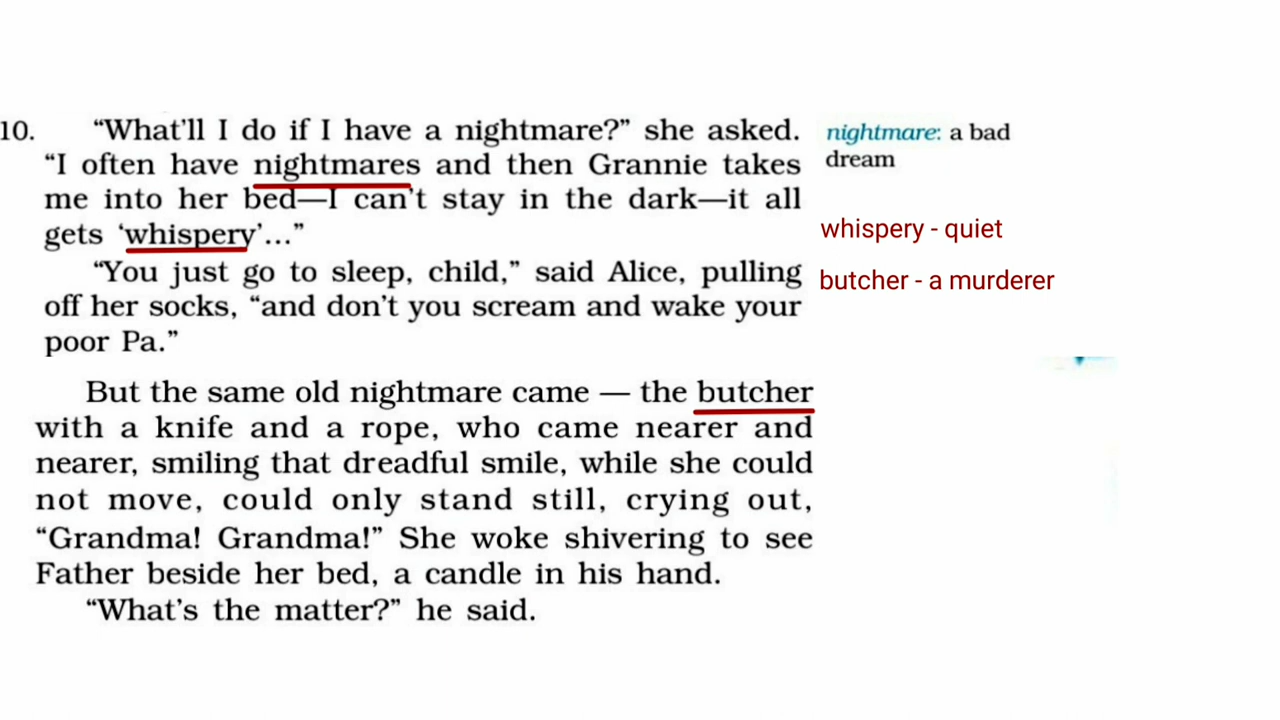 10. “What’ll I do if I have a nightmare?” she asked.
“I often have nightmares and then Grannie takes
me into her bed—I can’t stay in the dark—it all
gets ‘whispery’...”
“You just go to sleep, child,” said Alice, pulling
off her socks, “and don’t you scream and wake your
poor Pa.”
But the same old nightmare came — the butcher
with a knife and a rope, who came nearer and
nearer, smiling that dreadful smile, while she could
not move, could only stand still, crying out,
“Grandma! Grandma!” She woke shivering to see
Father beside her bed, a candle in his hand.
“What’s the matter?” he said.
nightmare: a bad
dream
whispery - quiet
butcher - a murderer